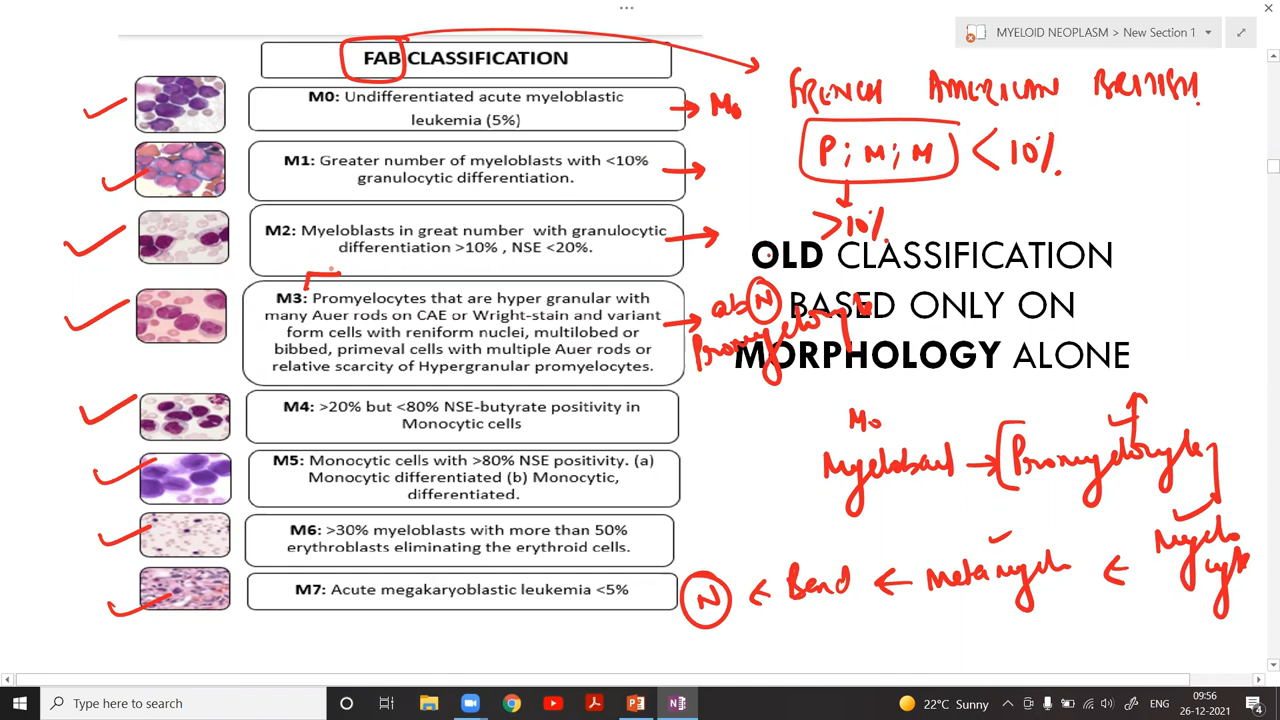 MYELOID NEOPLASM > New Section 1
FAB CLASSIFICATION
M0: Undifferentiated acute myeloblastic
leukemia (5%)
M1: Greater number of myeloblasts with <10%
granulocytic differentiation.
M2: Myeloblasts in great number with granulocytic
differentiation >10% , NSE <20%.
M3: Promyelocytes that are hyper granular with
many Auer rods on CAE or Wright-stain and variant
form cells with reniform nuclei, multilobed or
bibbed, primeval cells with multiple Auer rods or
relative scarcity of Hypergranular promyelocytes.
M4: >20% but <80% NSE-butyrate positivity in
Monocytic cells
M5: Monocytic cells with >80% NSE positivity. (a)
Monocytic differentiated (b) Monocytic,
differentiated.
M6: >30% myeloblasts with more than 50%
erythroblasts eliminating the erythroid cells.
M7: Acute megakaryoblastic leukemia <5%
M0
FRENCH AMERICAN BRITISH
P; M; M < 10%
>10%
OLD CLASSIFICATION
BASED ONLY ON
MORPHOLOGY ALONE
ab N
M0
Myeloblast → Promyelocyte
Myelo
cyte
N < Band ← metamyelo ←
Type here to search
22°C Sunny
ENG
09:56
26-12-2021
4